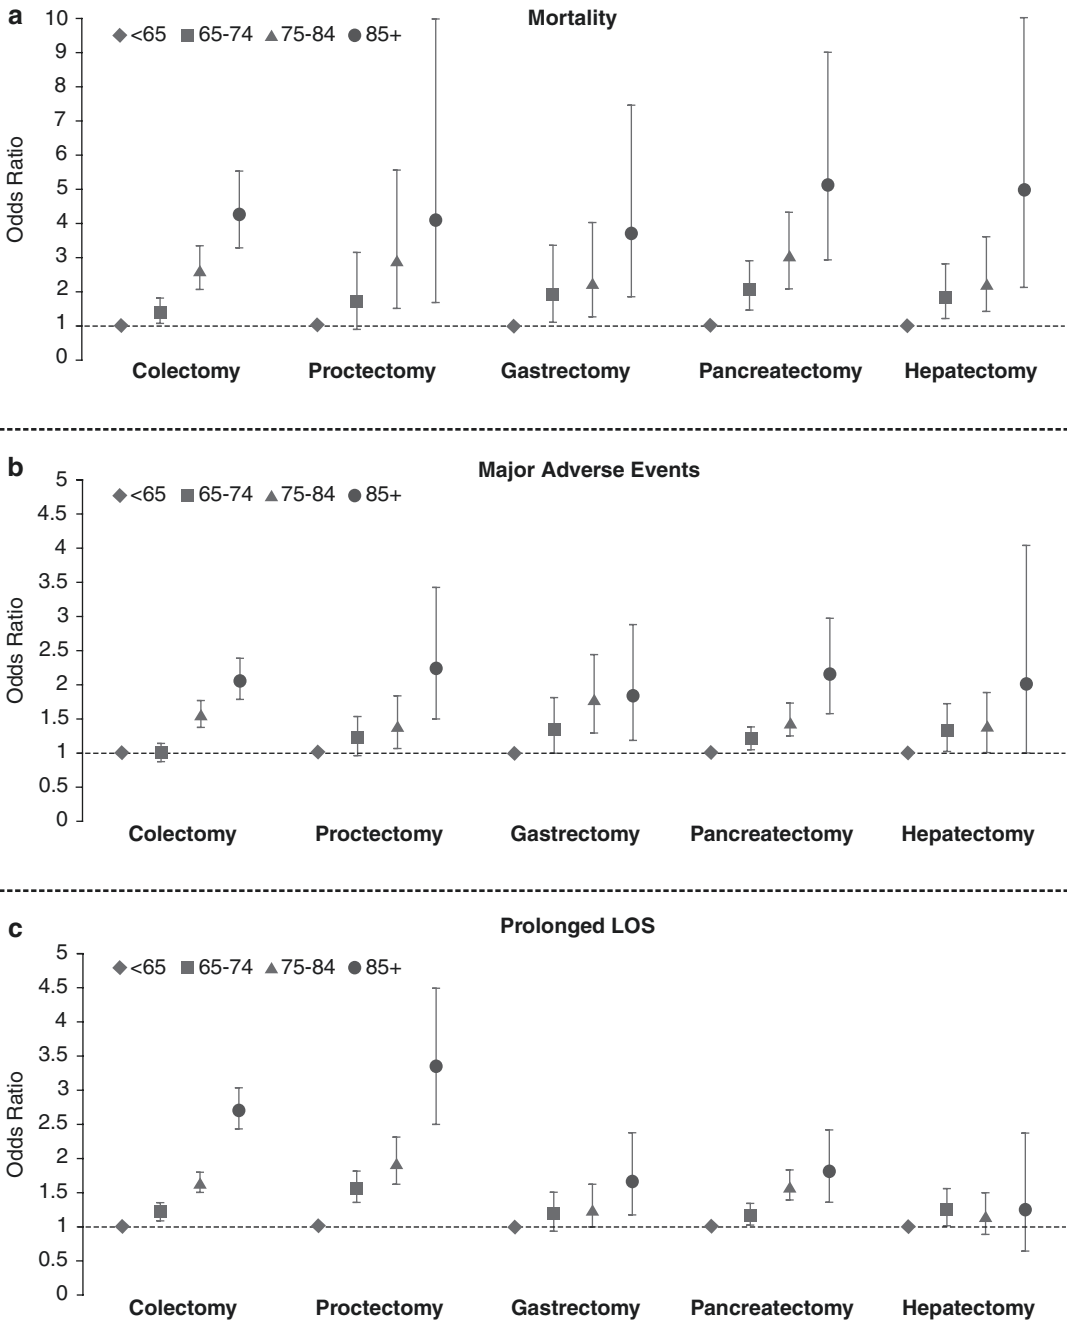 a
Mortality
<65 65-74 75-84 85+
10
9
8
7
6
5
4
3
2
1
0
Odds Ratio
Colectomy Proctectomy Gastrectomy Pancreatectomy Hepatectomy
b
Major Adverse Events
<65 65-74 75-84 85+
5
4.5
4
3.5
3
2.5
2
1.5
1
0.5
0
Odds Ratio
Colectomy Proctectomy Gastrectomy Pancreatectomy Hepatectomy
c
Prolonged LOS
<65 65-74 75-84 85+
5
4.5
4
3.5
3
2.5
2
1.5
1
0.5
0
Odds Ratio
Colectomy Proctectomy Gastrectomy Pancreatectomy Hepatectomy